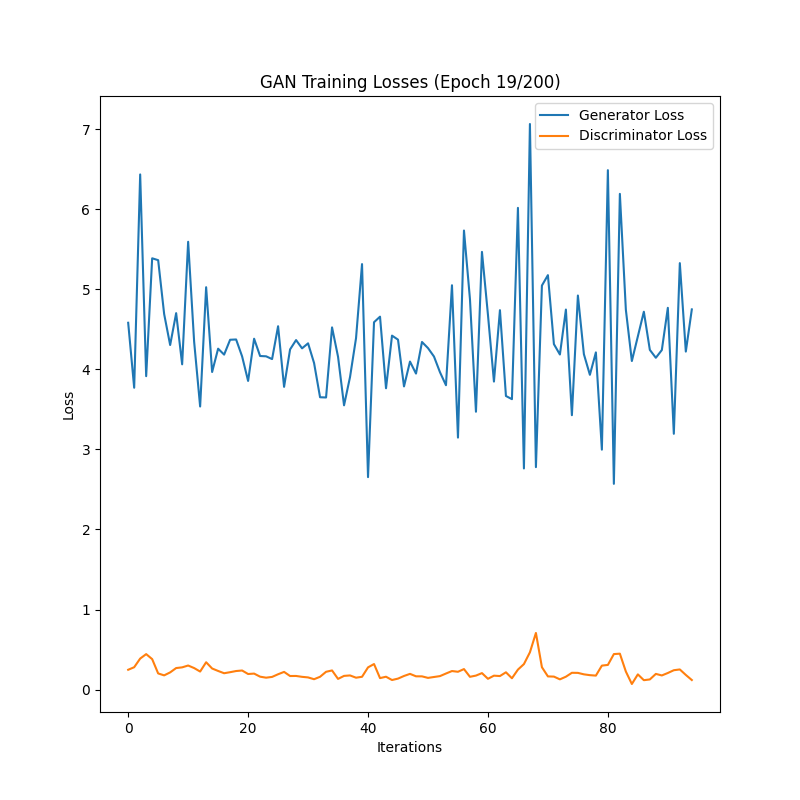 GAN Training Losses (Epoch 19/200)
Generator Loss
Discriminator Loss
7
6
5
4
3
2
1
0
Loss
0 20 40 60 80
Iterations